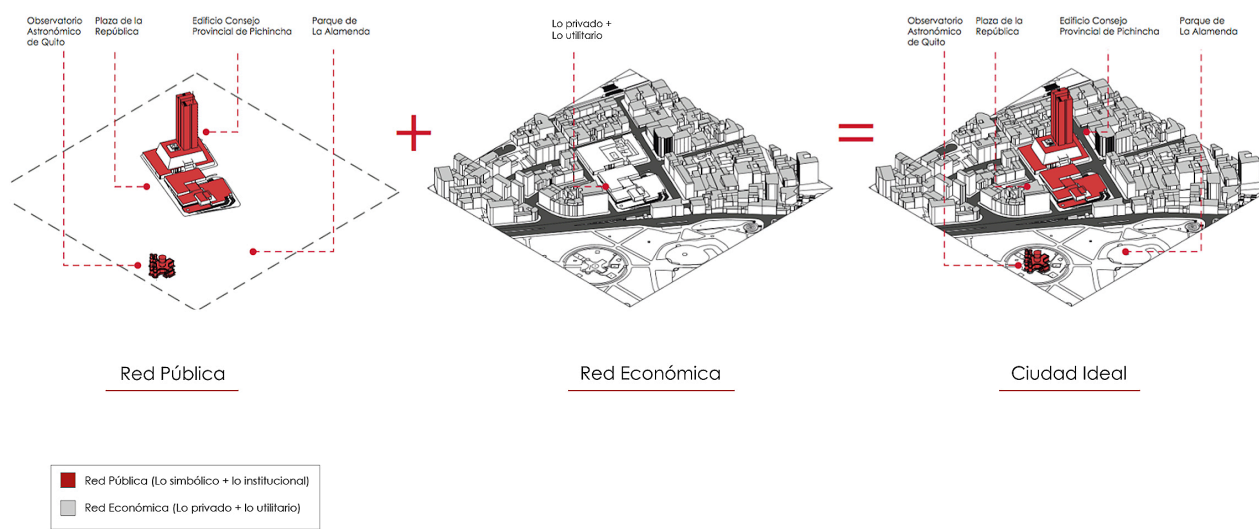 Observatorio
Astronómico
de Quito
Plaza de la
República
Edificio Consejo
Provincial de Pichincha
Parque de
La Alamenda
Lo privado +
Lo utilitario
Observatorio
Astronómico
de Quito
Plaza de la
República
Edificio Consejo
Provincial de Pichincha
Parque de
La Alamenda
+
=
Red Pública
Red Económica
Ciudad Ideal
Red Pública (Lo simbólico + lo institucional)
Red Económica (Lo privado + lo utilitario)